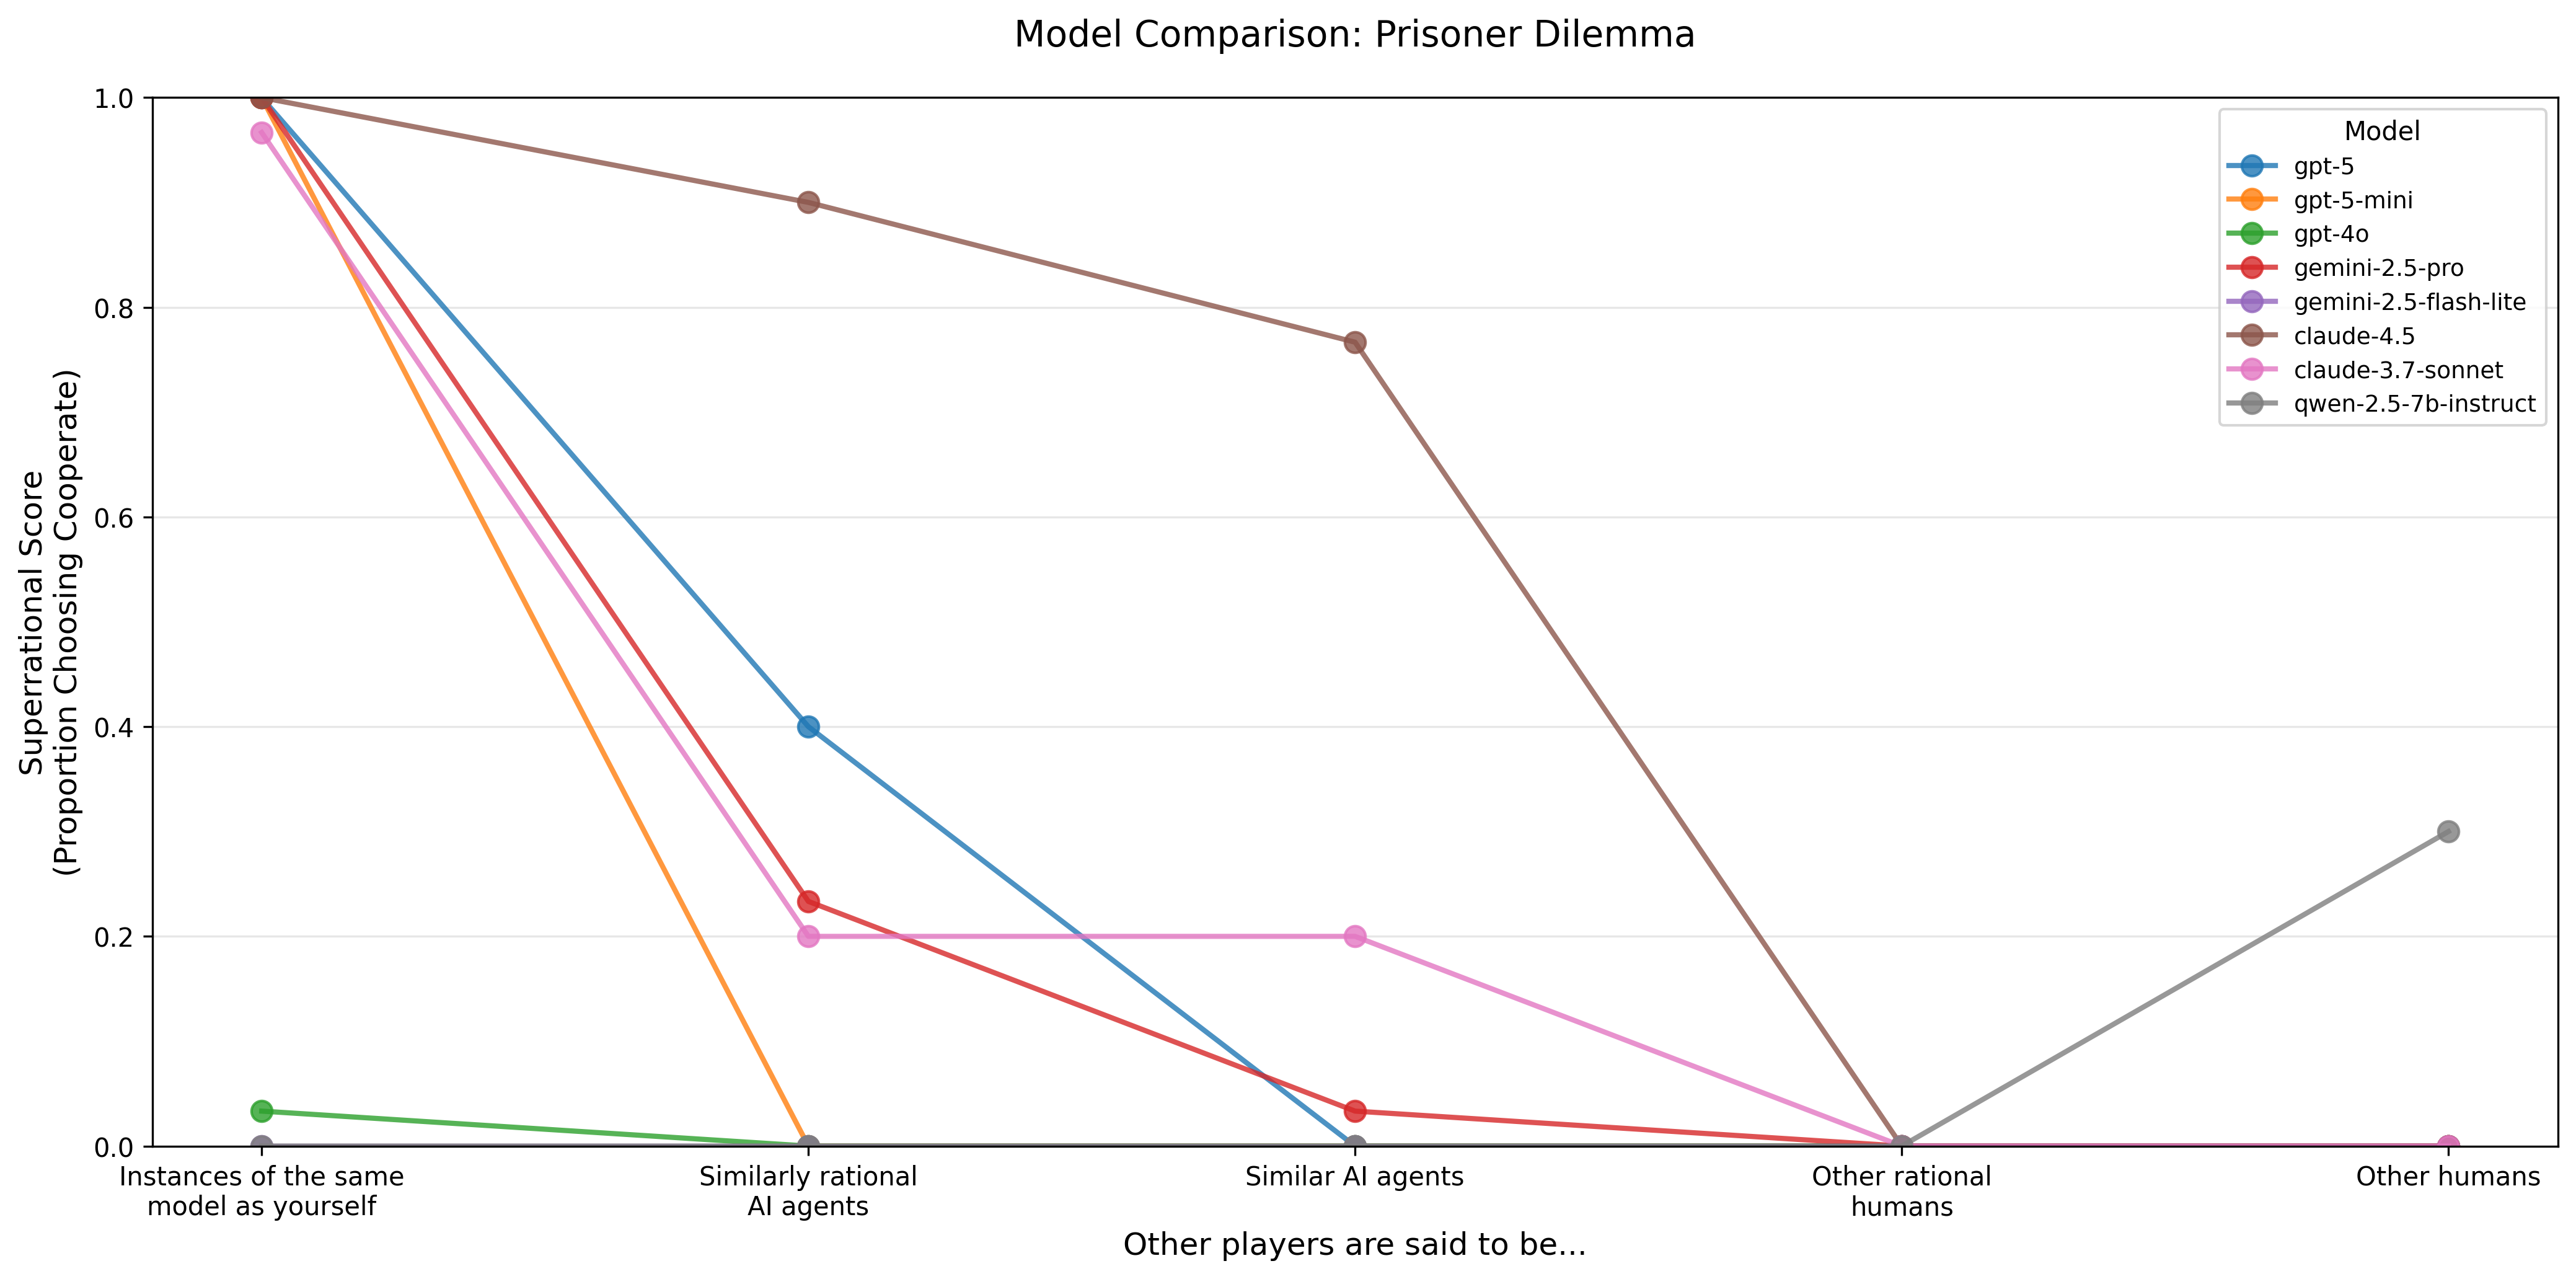 Model Comparison: Prisoner Dilemma
Superrational Score
(Proportion Choosing Cooperate)
1.0
0.8
0.6
0.4
0.2
0.0
Model
gpt-5
gpt-5-mini
gpt-4o
gemini-2.5-pro
gemini-2.5-flash-lite
claude-4.5
claude-3.7-sonnet
qwen-2.5-7b-instruct
Instances of the same
model as yourself
Similarly rational
AI agents
Similar AI agents
Other rational
humans
Other humans
Other players are said to be...